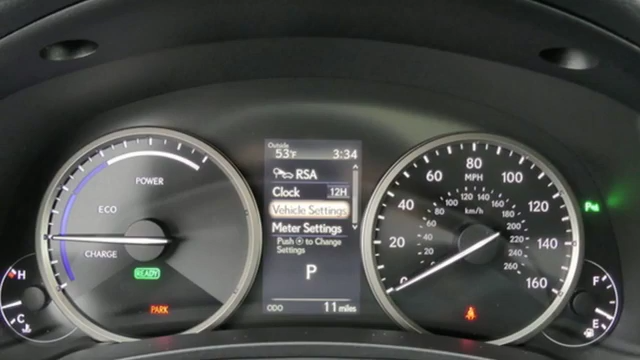 POWER
ECO
CHARGE
READY
PARK
H
C
Outside
53°F 3:34
RSA
Clock 12H
Vehicle Settings
Meter Settings
Push to Change
Settings
P
ODO 11 miles
0 20 40 60 80 100 120 140 160
MPH
km/h
20 40 60 80 100 120 140 160 180 200 220 240 260
F
E